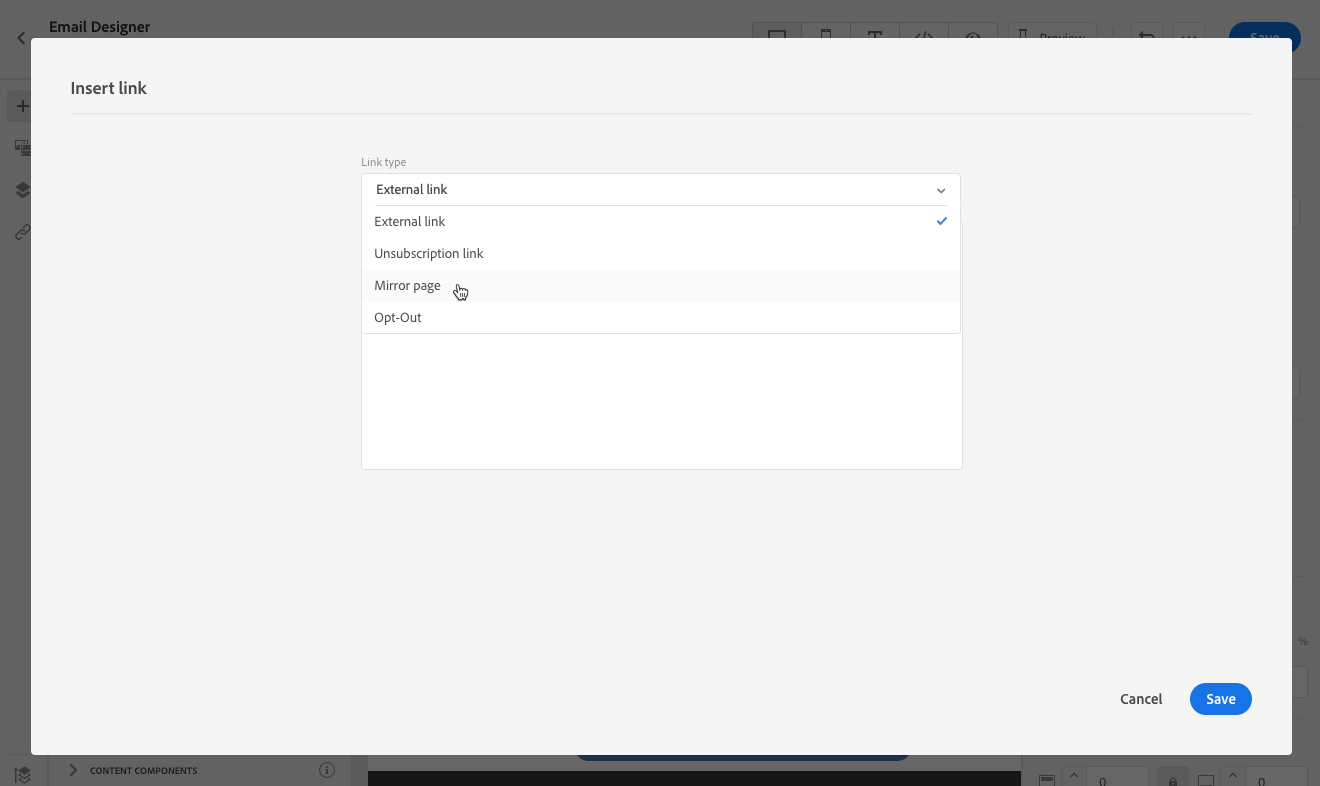 Email Designer
Preview
Save
Insert link
Link type
External link
External link
Unsubscription link
Mirror page
Opt-Out
%
Cancel
Save
CONTENT COMPONENTS
0
0